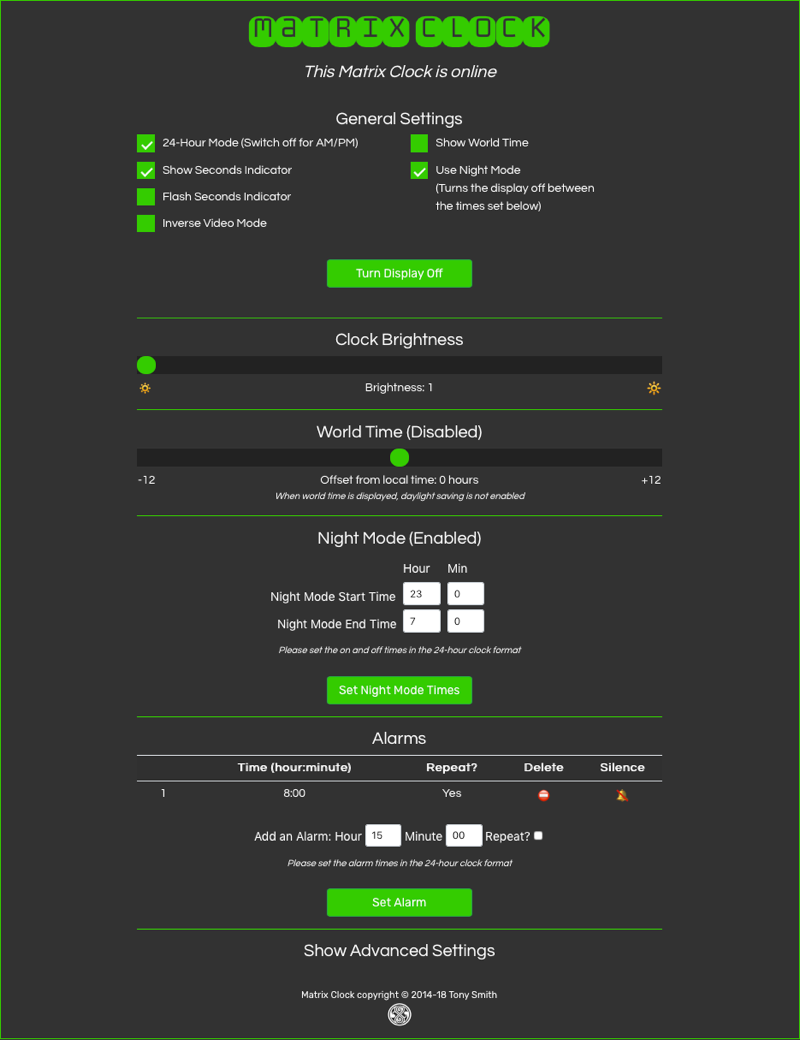 maTRIX CLOCK
This Matrix Clock is online
General Settings
24-Hour Mode (Switch off for AM/PM)
Show Seconds Indicator
Flash Seconds Indicator
Inverse Video Mode
Show World Time
Use Night Mode
(Turns the display off between
the times set below)
Turn Display Off
Clock Brightness
Brightness: 1
World Time (Disabled)
-12 Offset from local time: 0 hours +12
When world time is displayed, daylight saving is not enabled
Night Mode (Enabled)
Hour Min
Night Mode Start Time 23 0
Night Mode End Time 7 0
Please set the on and off times in the 24-hour clock format
Set Night Mode Times
Alarms
Time (hour:minute) Repeat? Delete Silence
1 8:00 Yes
Add an Alarm: Hour 15 Minute 00 Repeat?
Please set the alarm times in the 24-hour clock format
Set Alarm
Show Advanced Settings
Matrix Clock copyright © 2014-18 Tony Smith